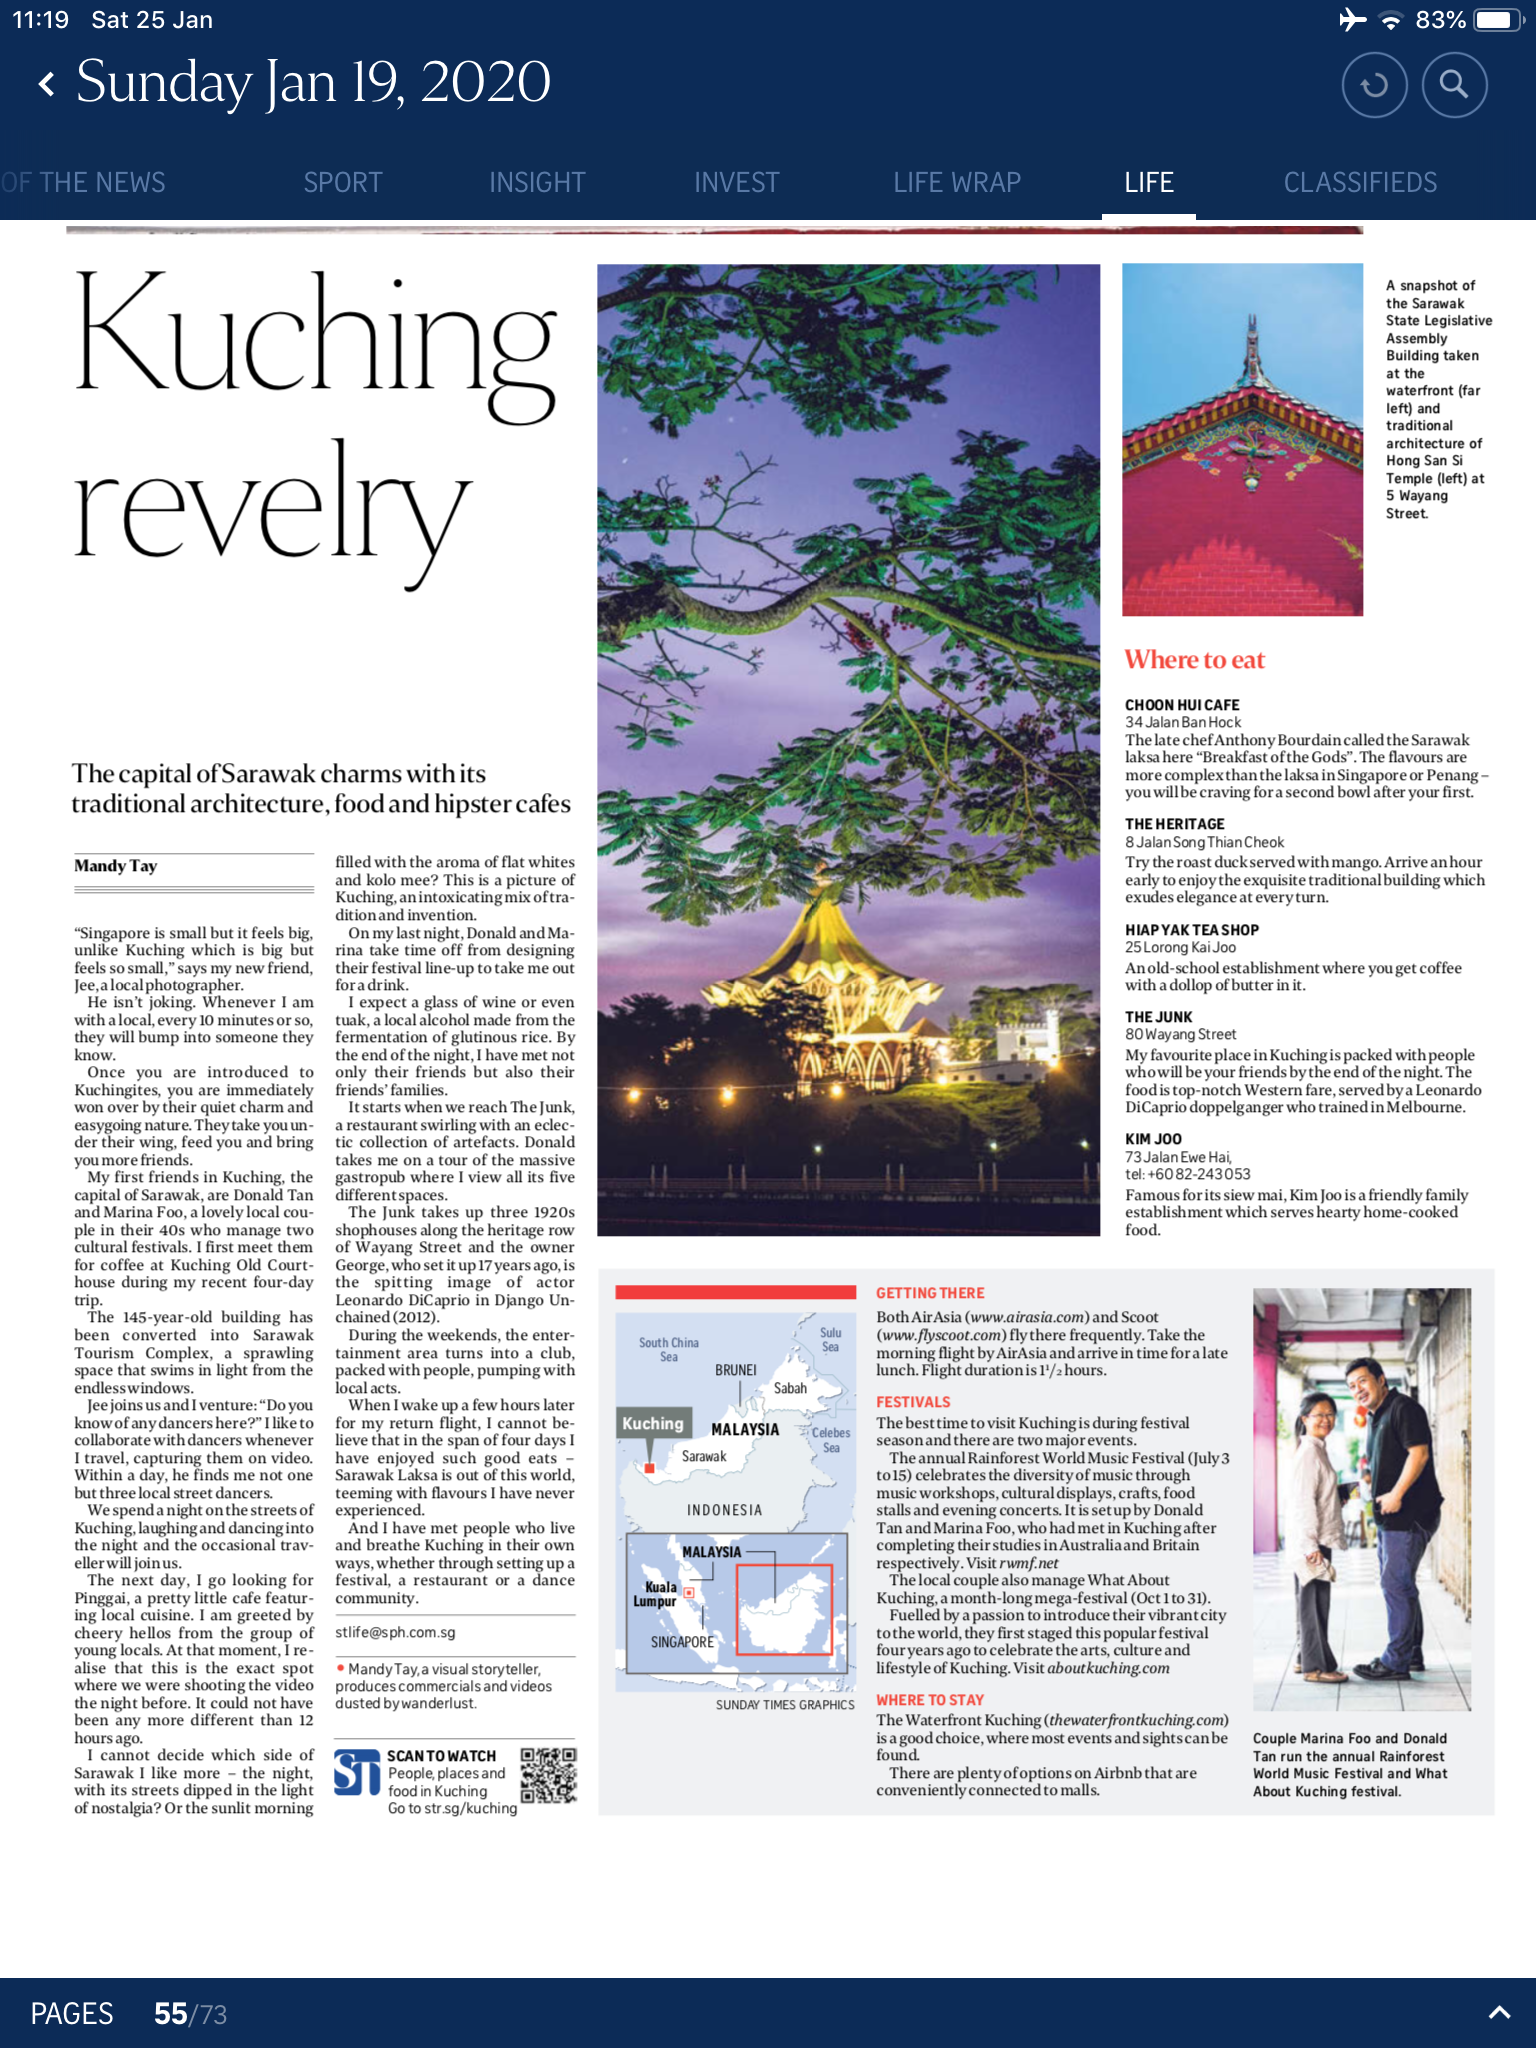 11:19 Sat 25 Jan
83%
Sunday Jan 19, 2020
OF THE NEWS
SPORT
INSIGHT
INVEST
LIFE WRAP
LIFE
CLASSIFIEDS
Kuching
revelry
The capital of Sarawak charms with its
traditional architecture, food and hipster cafes
Mandy Tay
“Singapore is small but it feels big,
unlike Kuching which is big but
feels so small,” says my new friend,
Jee, a local photographer.
He isn’t joking. Whenever I am
with a local, every 10 minutes or so,
they will bump into someone they
know.
Once you are introduced to
Kuchingites, you are immediately
won over by their quiet charm and
easygoing nature. They take you un-
der their wing, feed you and bring
you more friends.
My first friends in Kuching, the
capital of Sarawak, are Donald Tan
and Marina Foo, a lovely local cou-
ple in their 40s who manage two
cultural festivals. I first meet them
for coffee at Kuching Old Court-
house during my recent four-day
trip.
The 145-year-old building has
been converted into Sarawak
Tourism Complex, a sprawling
space that swims in light from the
endless windows.
Jee joins us and I venture: “Do you
know of any dancers here?” I like to
collaborate with dancers whenever
I travel, capturing them on video.
Within a day, he finds me not one
but three local street dancers.
We spend a night on the streets of
Kuching, laughing and dancing into
the night and the occasional trav-
eller will join us.
The next day, I go looking for
Pinggai, a pretty little cafe featur-
ing local cuisine. I am greeted by
cheery hellos from the group of
young locals. At that moment, I re-
alise that this is the exact spot
where we were shooting the video
the night before. It could not have
been any more different than 12
hours ago.
I cannot decide which side of
Sarawak I like more – the night,
with its streets dipped in the light
of nostalgia? Or the sunlit morning
filled with the aroma of flat whites
and kolo mee? This is a picture of
Kuching, an intoxicating mix of tra-
dition and invention.
On my last night, Donald and Ma-
rina take time off from designing
their festival line-up to take me out
for a drink.
I expect a glass of wine or even
tuak, a local alcohol made from the
fermentation of glutinous rice. By
the end of the night, I have met not
only their friends but also their
friends’ families.
It starts when we reach The Junk,
a restaurant swirling with an eclec-
tic collection of artefacts. Donald
takes me on a tour of the massive
gastropub where I view all its five
different spaces.
The Junk takes up three 1920s
shophouses along the heritage row
of Wayang Street and the owner
George, who set it up 17 years ago, is
the spitting image of actor
Leonardo DiCaprio in Django Un-
chained (2012).
During the weekends, the enter-
tainment area turns into a club,
packed with people, pumping with
local acts.
When I wake up a few hours later
for my return flight, I cannot be-
lieve that in the span of four days I
have enjoyed such good eats –
Sarawak Laksa is out of this world,
teeming with flavours I have never
experienced.
And I have met people who live
and breathe Kuching in their own
ways, whether through setting up a
festival, a restaurant or a dance
community.
stlife@sph.com.sg
• Mandy Tay, a visual storyteller,
produces commercials and videos
dusted by wanderlust.
ST
SCAN TO WATCH
People, places and
food in Kuching
Go to str.sg/kuching
A snapshot of
the Sarawak
State Legislative
Assembly
Building taken
at the
waterfront (far
left) and
traditional
architecture of
Hong San Si
Temple (left) at
5 Wayang
Street.
Where to eat
CHOON HUI CAFE
34 Jalan Ban Hock
The late chef Anthony Bourdain called the Sarawak
laksa here “Breakfast of the Gods”. The flavours are
more complex than the laksa in Singapore or Penang –
you will be craving for a second bowl after your first.
THE HERITAGE
8 Jalan Song Thian Cheok
Try the roast duck served with mango. Arrive an hour
early to enjoy the exquisite traditional building which
exudes elegance at every turn.
HIAP YAK TEA SHOP
25 Lorong Kai Joo
An old-school establishment where you get coffee
with a dollop of butter in it.
THE JUNK
80 Wayang Street
My favourite place in Kuching is packed with people
who will be your friends by the end of the night. The
food is top-notch Western fare, served by a Leonardo
DiCaprio doppelganger who trained in Melbourne.
KIM JOO
73 Jalan Ewe Hai,
tel: +60 82-243 053
Famous for its siew mai, Kim Joo is a friendly family
establishment which serves hearty home-cooked
food.
South China
Sea
Sulu
Sea
BRUNEI
Sabah
Kuching
MALAYSIA
Celebes
Sea
Sarawak
INDONESIA
MALAYSIA
Kuala
Lumpur
SINGAPORE
SUNDAY TIMES GRAPHICS
GETTING THERE
Both AirAsia (www.airasia.com) and Scoot
(www.flyscoot.com) fly there frequently. Take the
morning flight by AirAsia and arrive in time for a late
lunch. Flight duration is 1 1/2 hours.
FESTIVALS
The best time to visit Kuching is during festival
season and there are two major events.
The annual Rainforest World Music Festival (July 3
to 15) celebrates the diversity of music through
music workshops, cultural displays, crafts, food
stalls and evening concerts. It is set up by Donald
Tan and Marina Foo, who had met in Kuching after
completing their studies in Australia and Britain
respectively. Visit rwmf.net
The local couple also manage What About
Kuching, a month-long mega-festival (Oct 1 to 31).
Fuelled by a passion to introduce their vibrant city
to the world, they first staged this popular festival
four years ago to celebrate the arts, culture and
lifestyle of Kuching. Visit aboutkuching.com
WHERE TO STAY
The Waterfront Kuching (thewaterfrontkuching.com)
is a good choice, where most events and sights can be
found.
There are plenty of options on Airbnb that are
conveniently connected to malls.
Couple Marina Foo and Donald
Tan run the annual Rainforest
World Music Festival and What
About Kuching festival.
PAGES 55/73